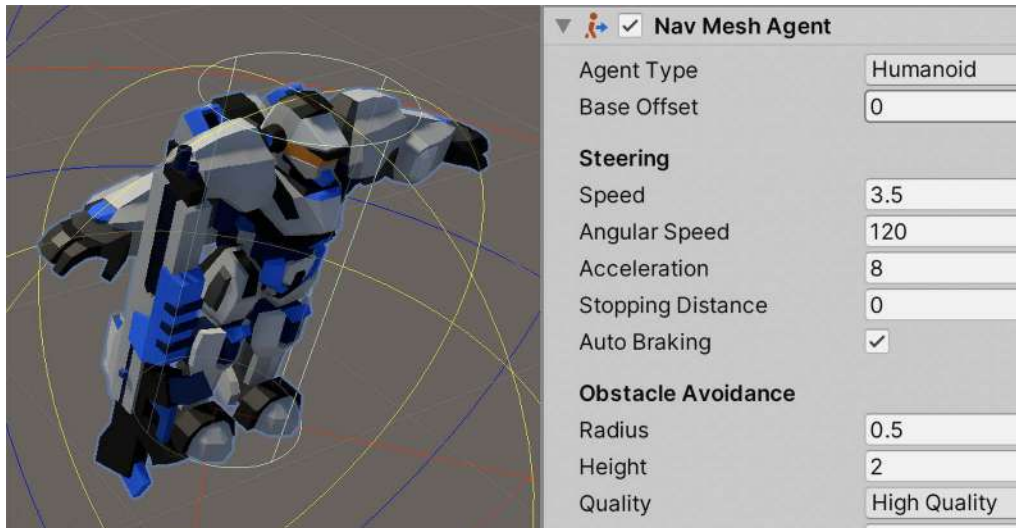 Nav Mesh Agent
Agent Type Humanoid
Base Offset 0
Steering
Speed 3.5
Angular Speed 120
Acceleration 8
Stopping Distance 0
Auto Braking
Obstacle Avoidance
Radius 0.5
Height 2
Quality High Quality